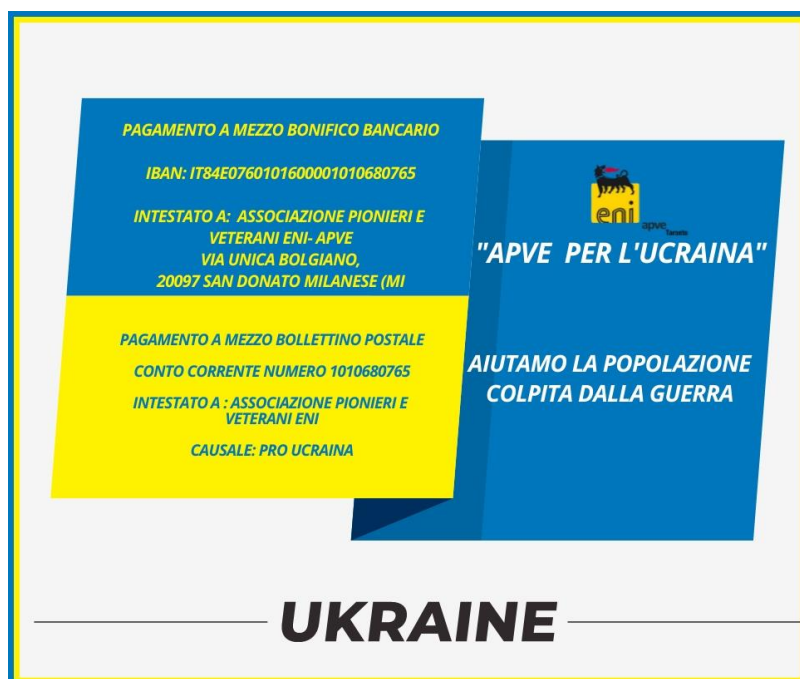 PAGAMENTO A MEZZO BONIFICO BANCARIO
IBAN: IT84E0760101600001010680765
INTESTATO A: ASSOCIAZIONE PIONIERI E
VETERANI ENI- APVE
VIA UNICA BOLGIANO,
20097 SAN DONATO MILANESE (MI
PAGAMENTO A MEZZO BOLLETTINO POSTALE
CONTO CORRENTE NUMERO 1010680765
INTESTATO A : ASSOCIAZIONE PIONIERI E
VETERANI ENI
CAUSALE: PRO UCRAINA
eni
apve
Taranto
"APVE PER L'UCRAINA"
AIUTAMO LA POPOLAZIONE
COLPITA DALLA GUERRA
UKRAINE